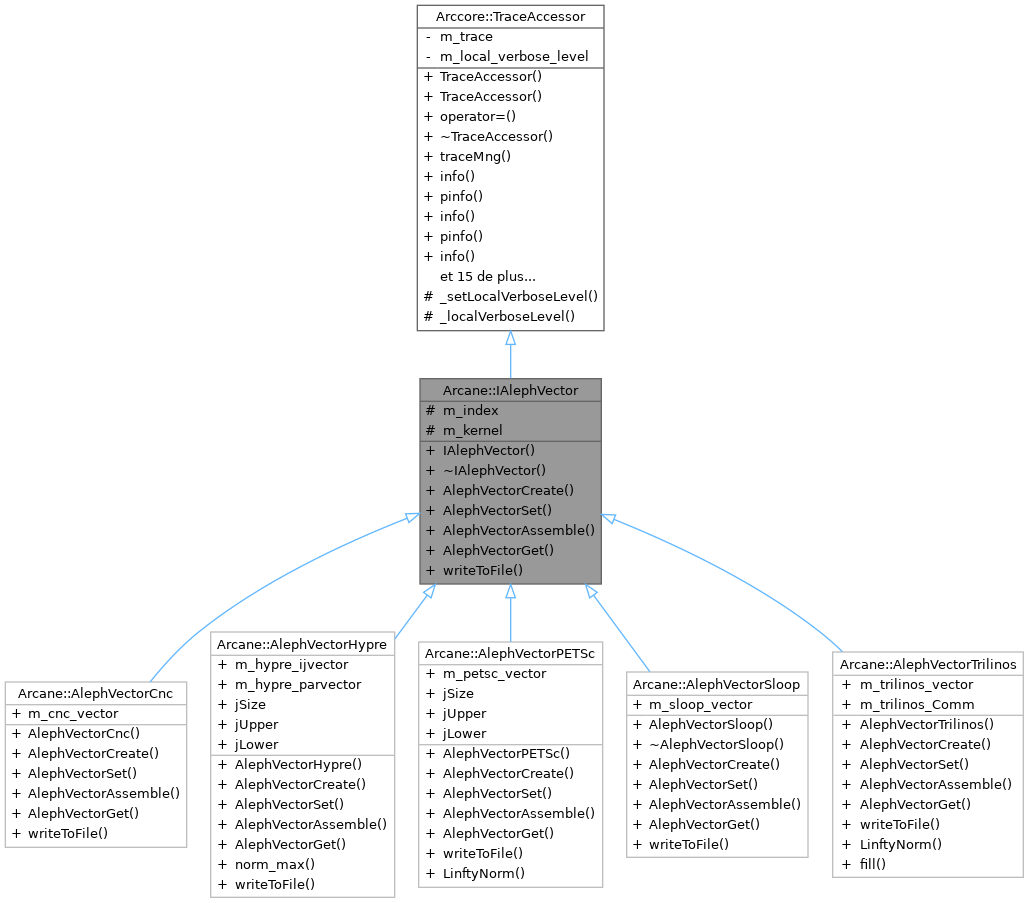 Arccore::TraceAccessor
- m_trace
- m_local_verbose_level
+ TraceAccessor()
+ TraceAccessor()
+ operator=()
+ ~TraceAccessor()
+ traceMng()
+ info()
+ pinfo()
+ info()
+ pinfo()
+ info()
et 15 de plus...
# _setLocalVerboseLevel()
# _localVerboseLevel()
Arcane::IAlephVector
# m_index
# m_kernel
+ IAlephVector()
+ ~IAlephVector()
+ AlephVectorCreate()
+ AlephVectorSet()
+ AlephVectorAssemble()
+ AlephVectorGet()
+ writeToFile()
Arcane::AlephVectorCnc
+ m_cnc_vector
+ AlephVectorCnc()
+ AlephVectorCreate()
+ AlephVectorSet()
+ AlephVectorAssemble()
+ AlephVectorGet()
+ writeToFile()
Arcane::AlephVectorHypre
+ m_hypre_ijvector
+ m_hypre_parvector
+ jSize
+ jUpper
+ jLower
+ AlephVectorHypre()
+ AlephVectorCreate()
+ AlephVectorSet()
+ AlephVectorAssemble()
+ AlephVectorGet()
+ norm_max()
+ writeToFile()
Arcane::AlephVectorPETSc
+ m_petsc_vector
+ jSize
+ jUpper
+ jLower
+ AlephVectorPETSc()
+ AlephVectorCreate()
+ AlephVectorSet()
+ AlephVectorAssemble()
+ AlephVectorGet()
+ writeToFile()
+ LinftyNorm()
Arcane::AlephVectorSloop
+ m_sloop_vector
+ AlephVectorSloop()
+ ~AlephVectorSloop()
+ AlephVectorCreate()
+ AlephVectorSet()
+ AlephVectorAssemble()
+ AlephVectorGet()
+ writeToFile()
Arcane::AlephVectorTrilinos
+ m_trilinos_vector
+ m_trilinos_Comm
+ AlephVectorTrilinos()
+ AlephVectorCreate()
+ AlephVectorSet()
+ AlephVectorAssemble()
+ AlephVectorGet()
+ writeToFile()
+ LinftyNorm()
+ fill()